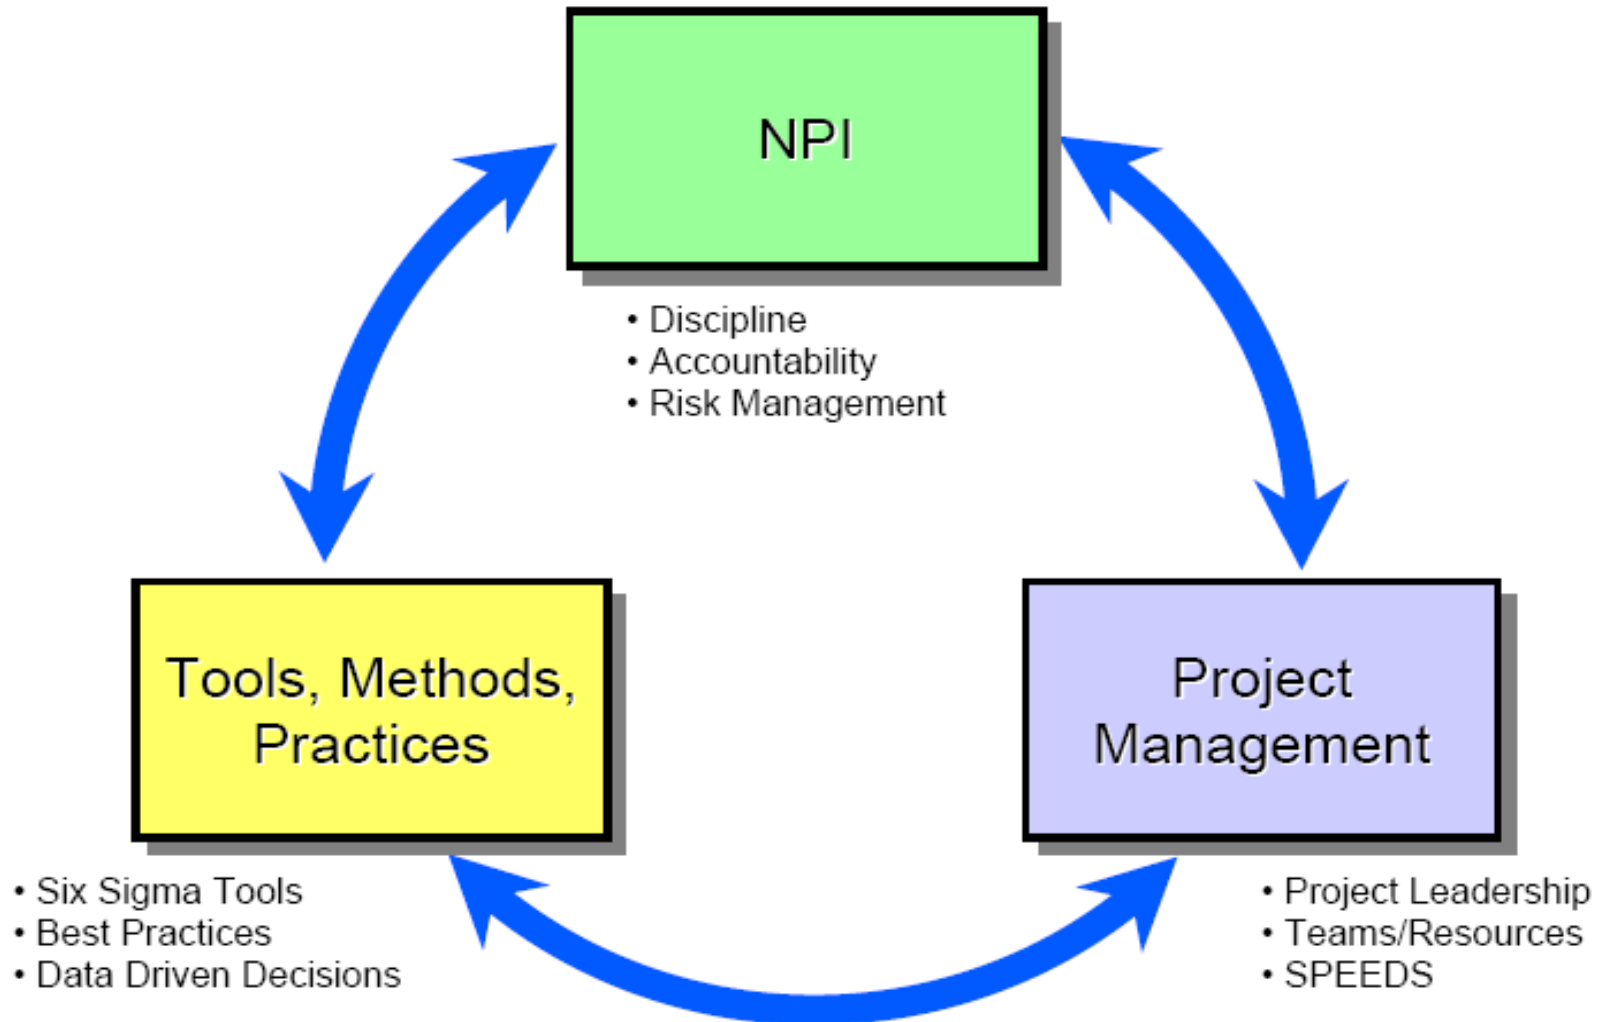 NPI
• Discipline
• Accountability
• Risk Management
Tools, Methods,
Practices
• Six Sigma Tools
• Best Practices
• Data Driven Decisions
Project
Management
• Project Leadership
• Teams/Resources
• SPEEDS